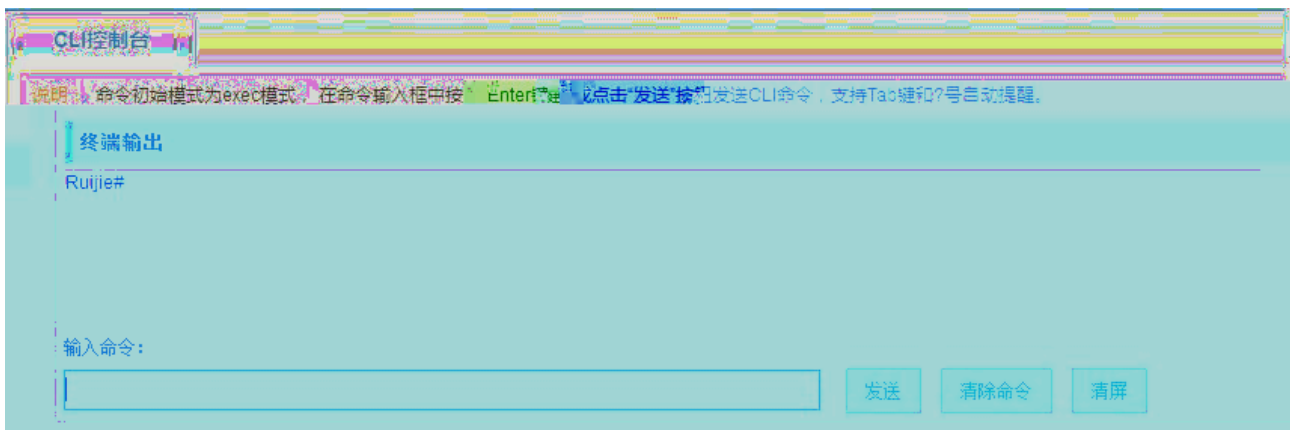 CLI控制台
说明：命令初始模式为exec模式，在命令输入框中按"Enter"键或点击"发送"按钮发送CLI命令，支持Tab键和?号自动提醒。
终端输出
Ruijie#
输入命令：
发送 清除命令 清屏